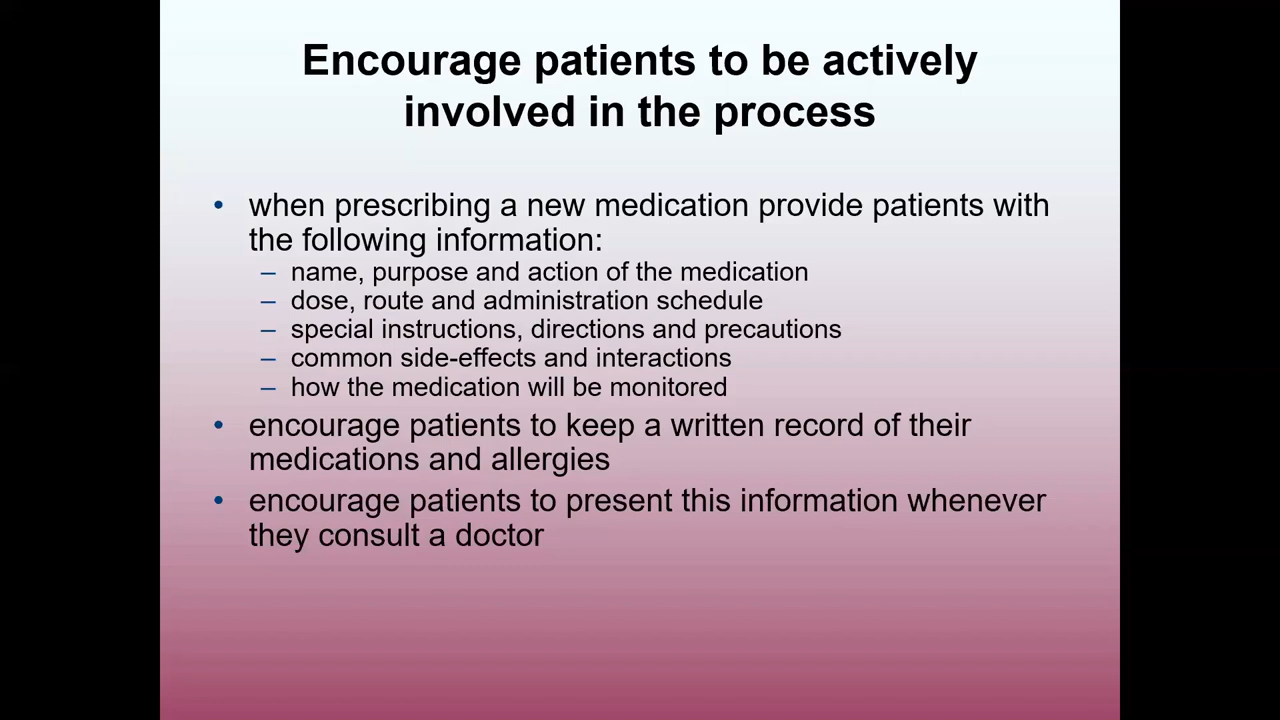 Encourage patients to be actively
involved in the process
• when prescribing a new medication provide patients with
the following information:
– name, purpose and action of the medication
– dose, route and administration schedule
– special instructions, directions and precautions
– common side-effects and interactions
– how the medication will be monitored
• encourage patients to keep a written record of their
medications and allergies
• encourage patients to present this information whenever
they consult a doctor